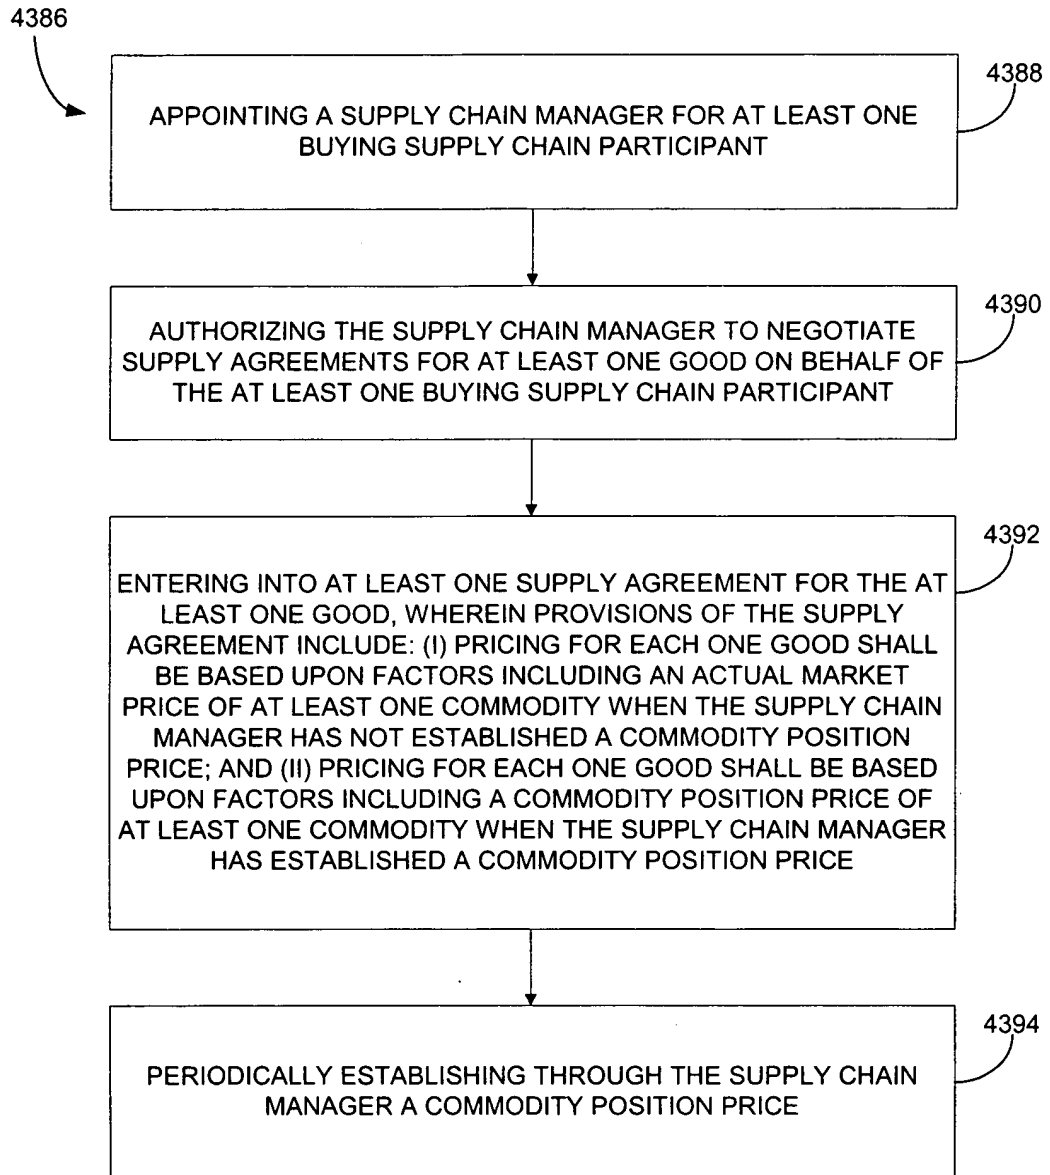 4386
4388
APPOINTING A SUPPLY CHAIN MANAGER FOR AT LEAST ONE
BUYING SUPPLY CHAIN PARTICIPANT
4390
AUTHORIZING THE SUPPLY CHAIN MANAGER TO NEGOTIATE
SUPPLY AGREEMENTS FOR AT LEAST ONE GOOD ON BEHALF OF
THE AT LEAST ONE BUYING SUPPLY CHAIN PARTICIPANT
4392
ENTERING INTO AT LEAST ONE SUPPLY AGREEMENT FOR THE AT
LEAST ONE GOOD, WHEREIN PROVISIONS OF THE SUPPLY
AGREEMENT INCLUDE: (I) PRICING FOR EACH ONE GOOD SHALL
BE BASED UPON FACTORS INCLUDING AN ACTUAL MARKET
PRICE OF AT LEAST ONE COMMODITY WHEN THE SUPPLY CHAIN
MANAGER HAS NOT ESTABLISHED A COMMODITY POSITION
PRICE; AND (II) PRICING FOR EACH ONE GOOD SHALL BE BASED
UPON FACTORS INCLUDING A COMMODITY POSITION PRICE OF
AT LEAST ONE COMMODITY WHEN THE SUPPLY CHAIN MANAGER
HAS ESTABLISHED A COMMODITY POSITION PRICE
4394
PERIODICALLY ESTABLISHING THROUGH THE SUPPLY CHAIN
MANAGER A COMMODITY POSITION PRICE